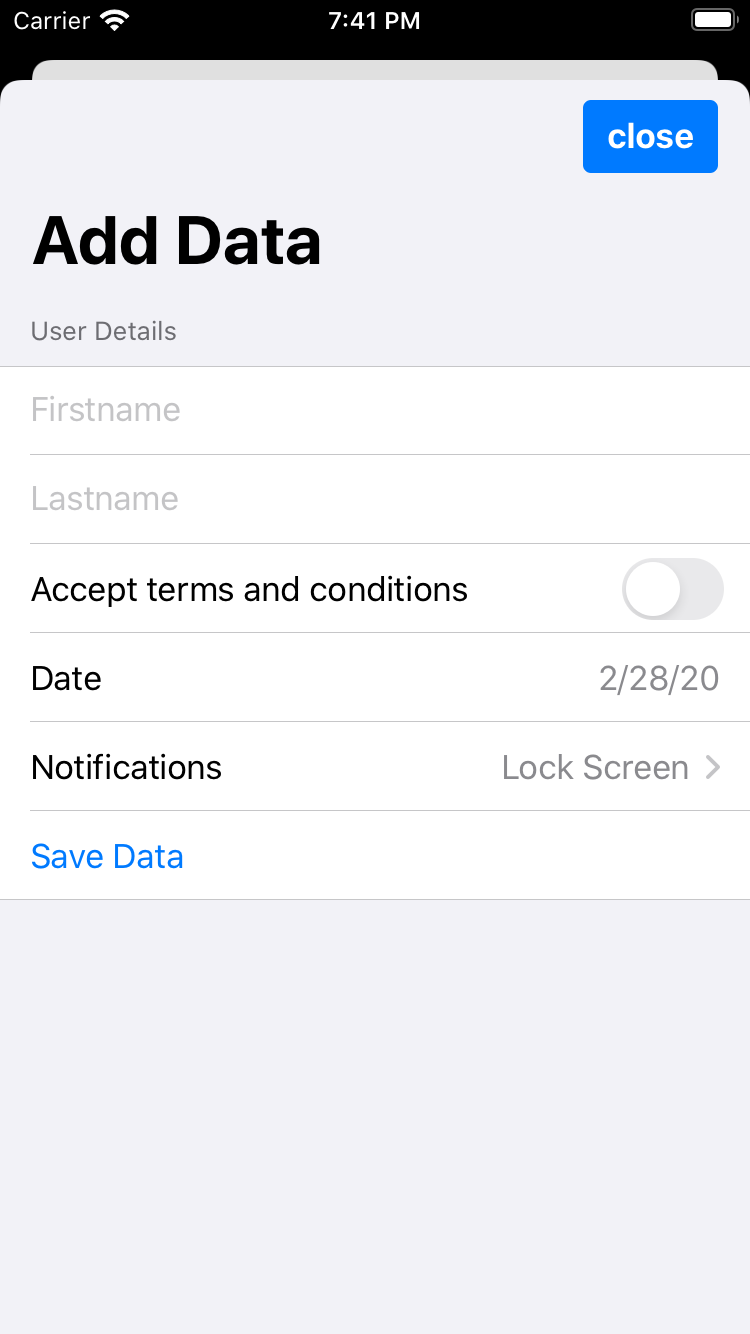 Carrier 7:41 PM
close
Add Data
User Details
Firstname
Lastname
Accept terms and conditions
Date 2/28/20
Notifications Lock Screen
Save Data